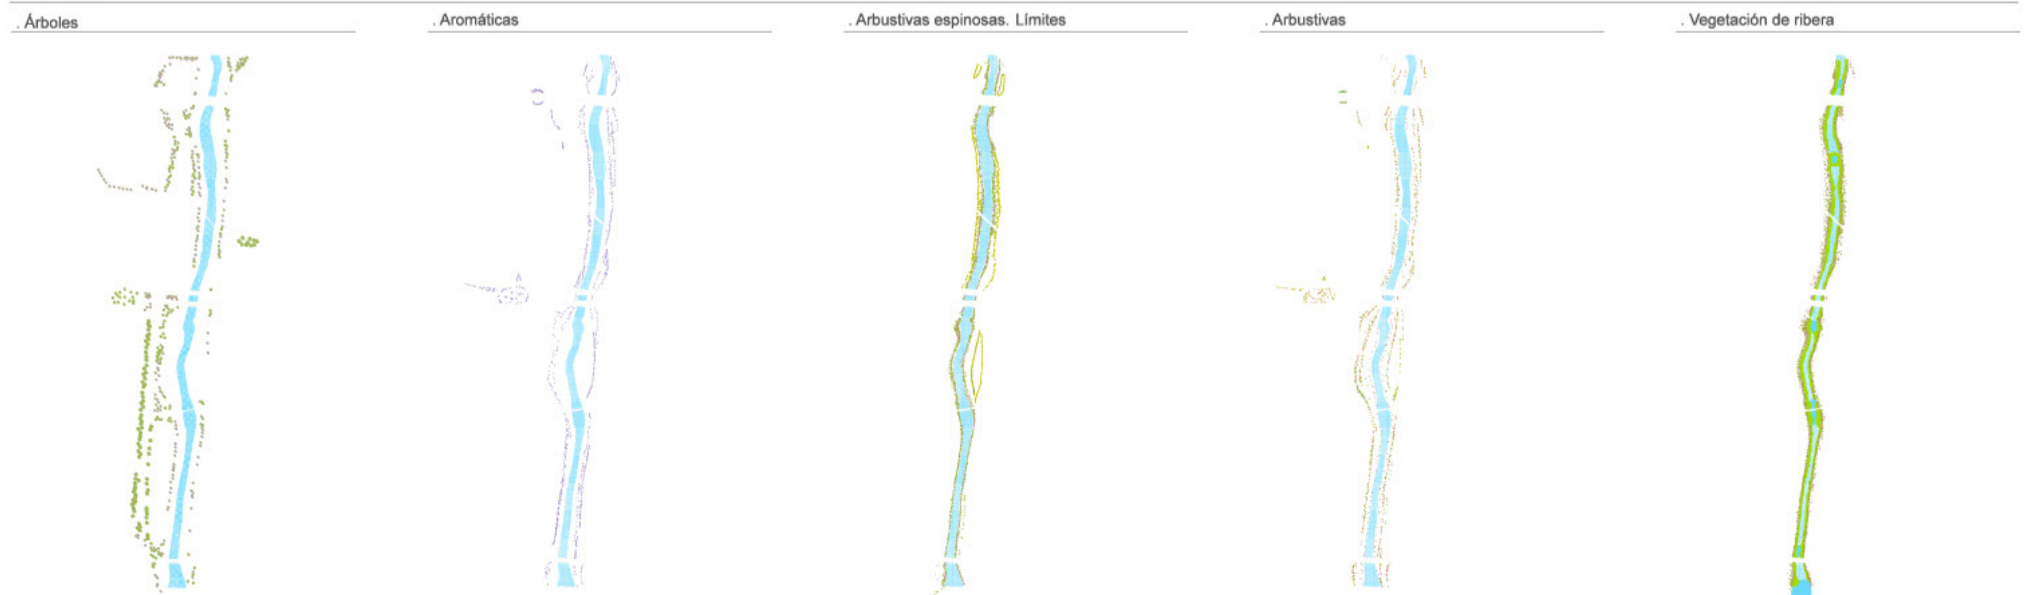 . Árboles
. Aromáticas
. Arbustivas espinosas. Límites
. Arbustivas
. Vegetación de ribera